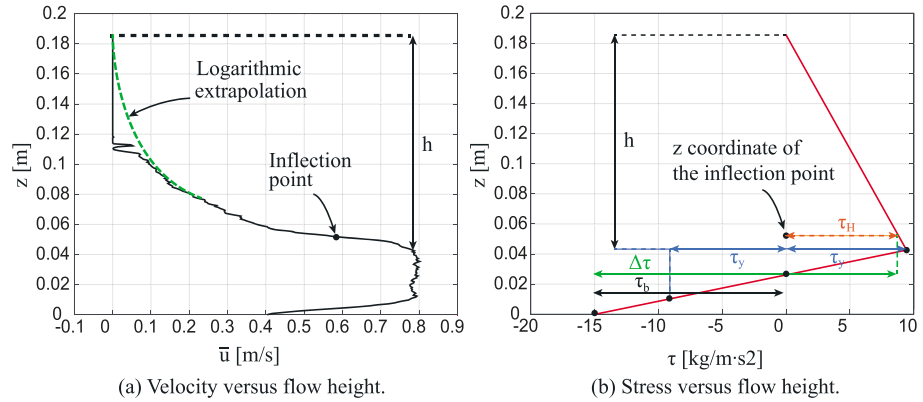 0.2
0.18
0.16
0.14
0.12
0.1
0.08
0.06
0.04
0.02
0
z [m]
Logarithmic
extrapolation
Inflection
point
h
-0.1 0 0.1 0.2 0.3 0.4 0.5 0.6 0.7 0.8 0.9
u̅ [m/s]
(a) Velocity versus flow height.
0.2
0.18
0.16
0.14
0.12
0.1
0.08
0.06
0.04
0.02
0
z [m]
h
z coordinate of
the inflection point
τH
τy τy
Δτ
τb
-20 -15 -10 -5 0 5 10
τ [kg/m·s2]
(b) Stress versus flow height.